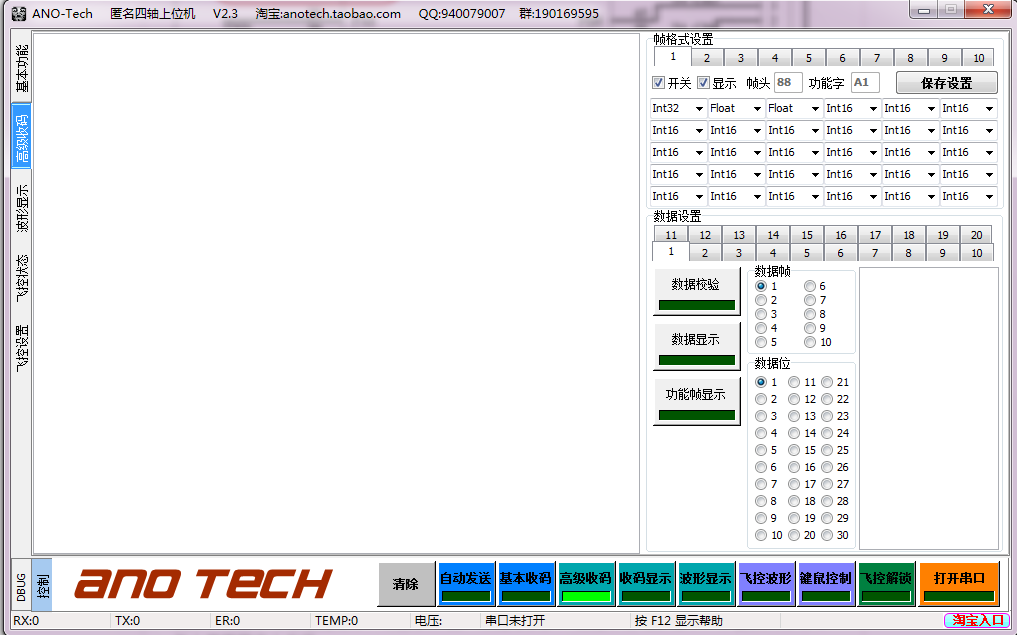 ANO-Tech 匿名四轴上位机 V2.3 淘宝:anotech.taobao.com QQ:940079007 群:190169595
基本功能
高级收码
波形显示
飞控状态
飞控设置
帧格式设置
1 2 3 4 5 6 7 8 9 10
开关 显示 帧头 88 功能字 A1 保存设置
Int32 Float Float Int16 Int16 Int16
Int16 Int16 Int16 Int16 Int16 Int16
Int16 Int16 Int16 Int16 Int16 Int16
Int16 Int16 Int16 Int16 Int16 Int16
Int16 Int16 Int16 Int16 Int16 Int16
数据设置
11 12 13 14 15 16 17 18 19 20
1 2 3 4 5 6 7 8 9 10
数据校验
数据显示
功能帧显示
数据帧
1 6
2 7
3 8
4 9
5 10
数据位
1 11 21
2 12 22
3 13 23
4 14 24
5 15 25
6 16 26
7 17 27
8 18 28
9 19 29
10 20 30
DBUG
控制
ANO TECH
清除 自动发送 基本收码 高级收码 收码显示 波形显示 飞控波形 键鼠控制 飞控解锁 打开串口
RX:0 TX:0 ER:0 TEMP:0 电压: 串口未打开 按 F12 显示帮助 淘宝入口